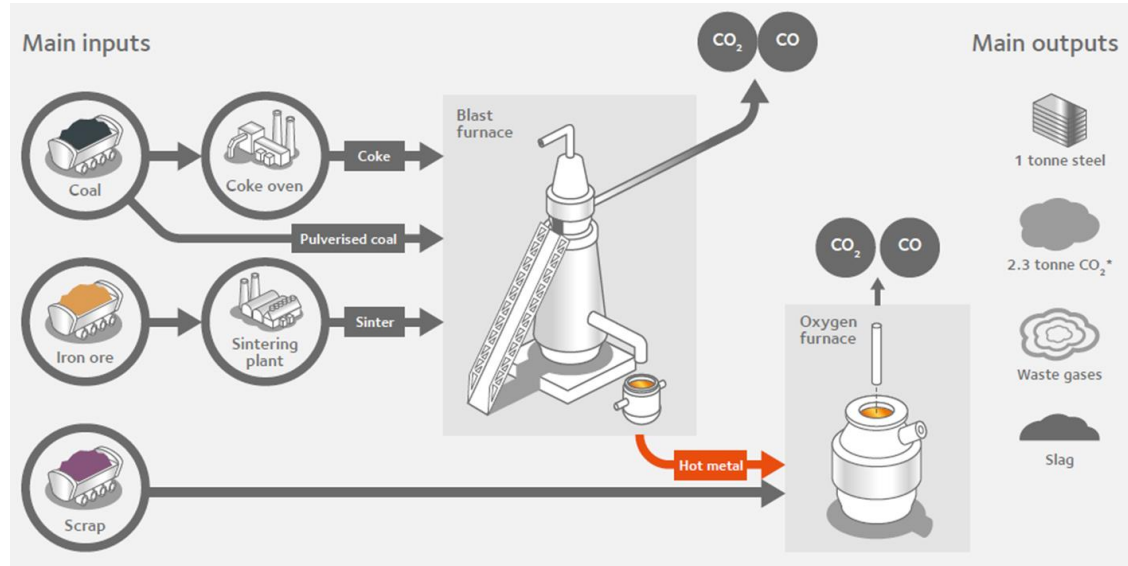 Main inputs
Main outputs
CO₂
CO
Blast
furnace
Coal
Coke oven
Coke
Pulverised coal
1 tonne steel
CO₂
CO
2.3 tonne CO₂*
Iron ore
Sintering
plant
Sinter
Oxygen
furnace
Waste gases
Hot metal
Slag
Scrap